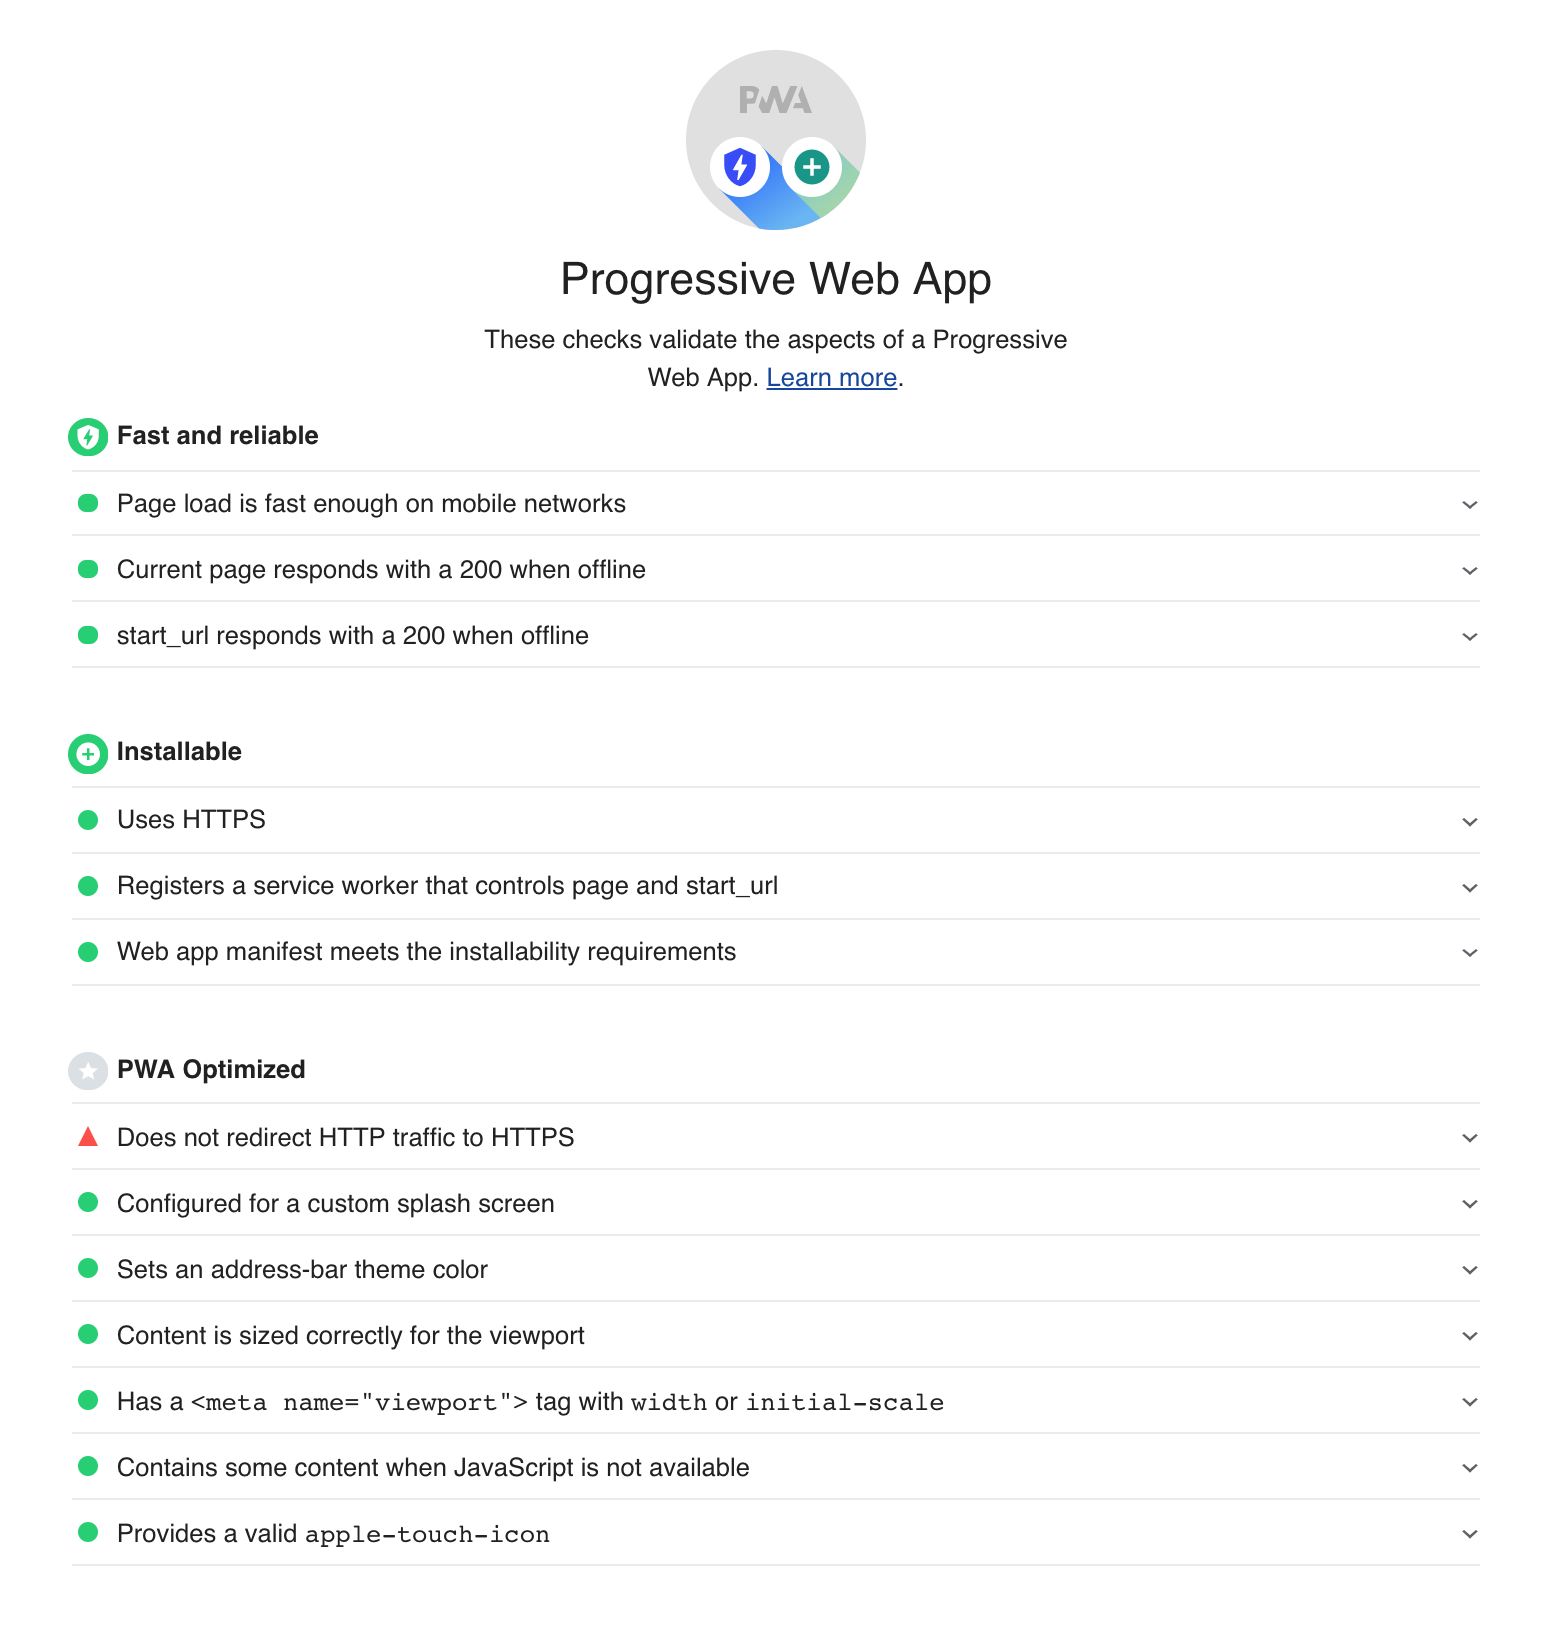 PWA
Progressive Web App
These checks validate the aspects of a Progressive
Web App. Learn more.
Fast and reliable
Page load is fast enough on mobile networks
Current page responds with a 200 when offline
start_url responds with a 200 when offline
Installable
Uses HTTPS
Registers a service worker that controls page and start_url
Web app manifest meets the installability requirements
PWA Optimized
Does not redirect HTTP traffic to HTTPS
Configured for a custom splash screen
Sets an address-bar theme color
Content is sized correctly for the viewport
Has a <meta name="viewport"> tag with width or initial-scale
Contains some content when JavaScript is not available
Provides a valid apple-touch-icon